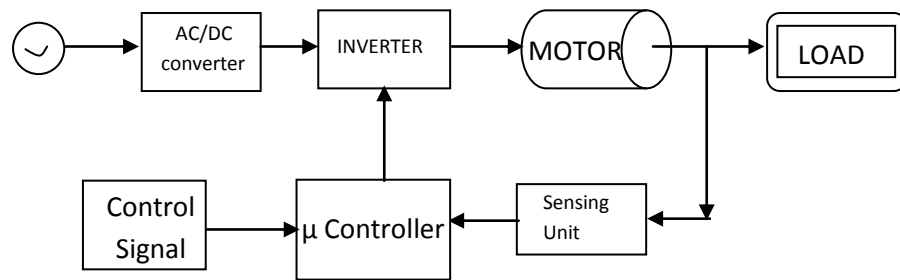 AC/DC
converter
INVERTER
MOTOR
LOAD
Control
Signal
µ Controller
Sensing
Unit